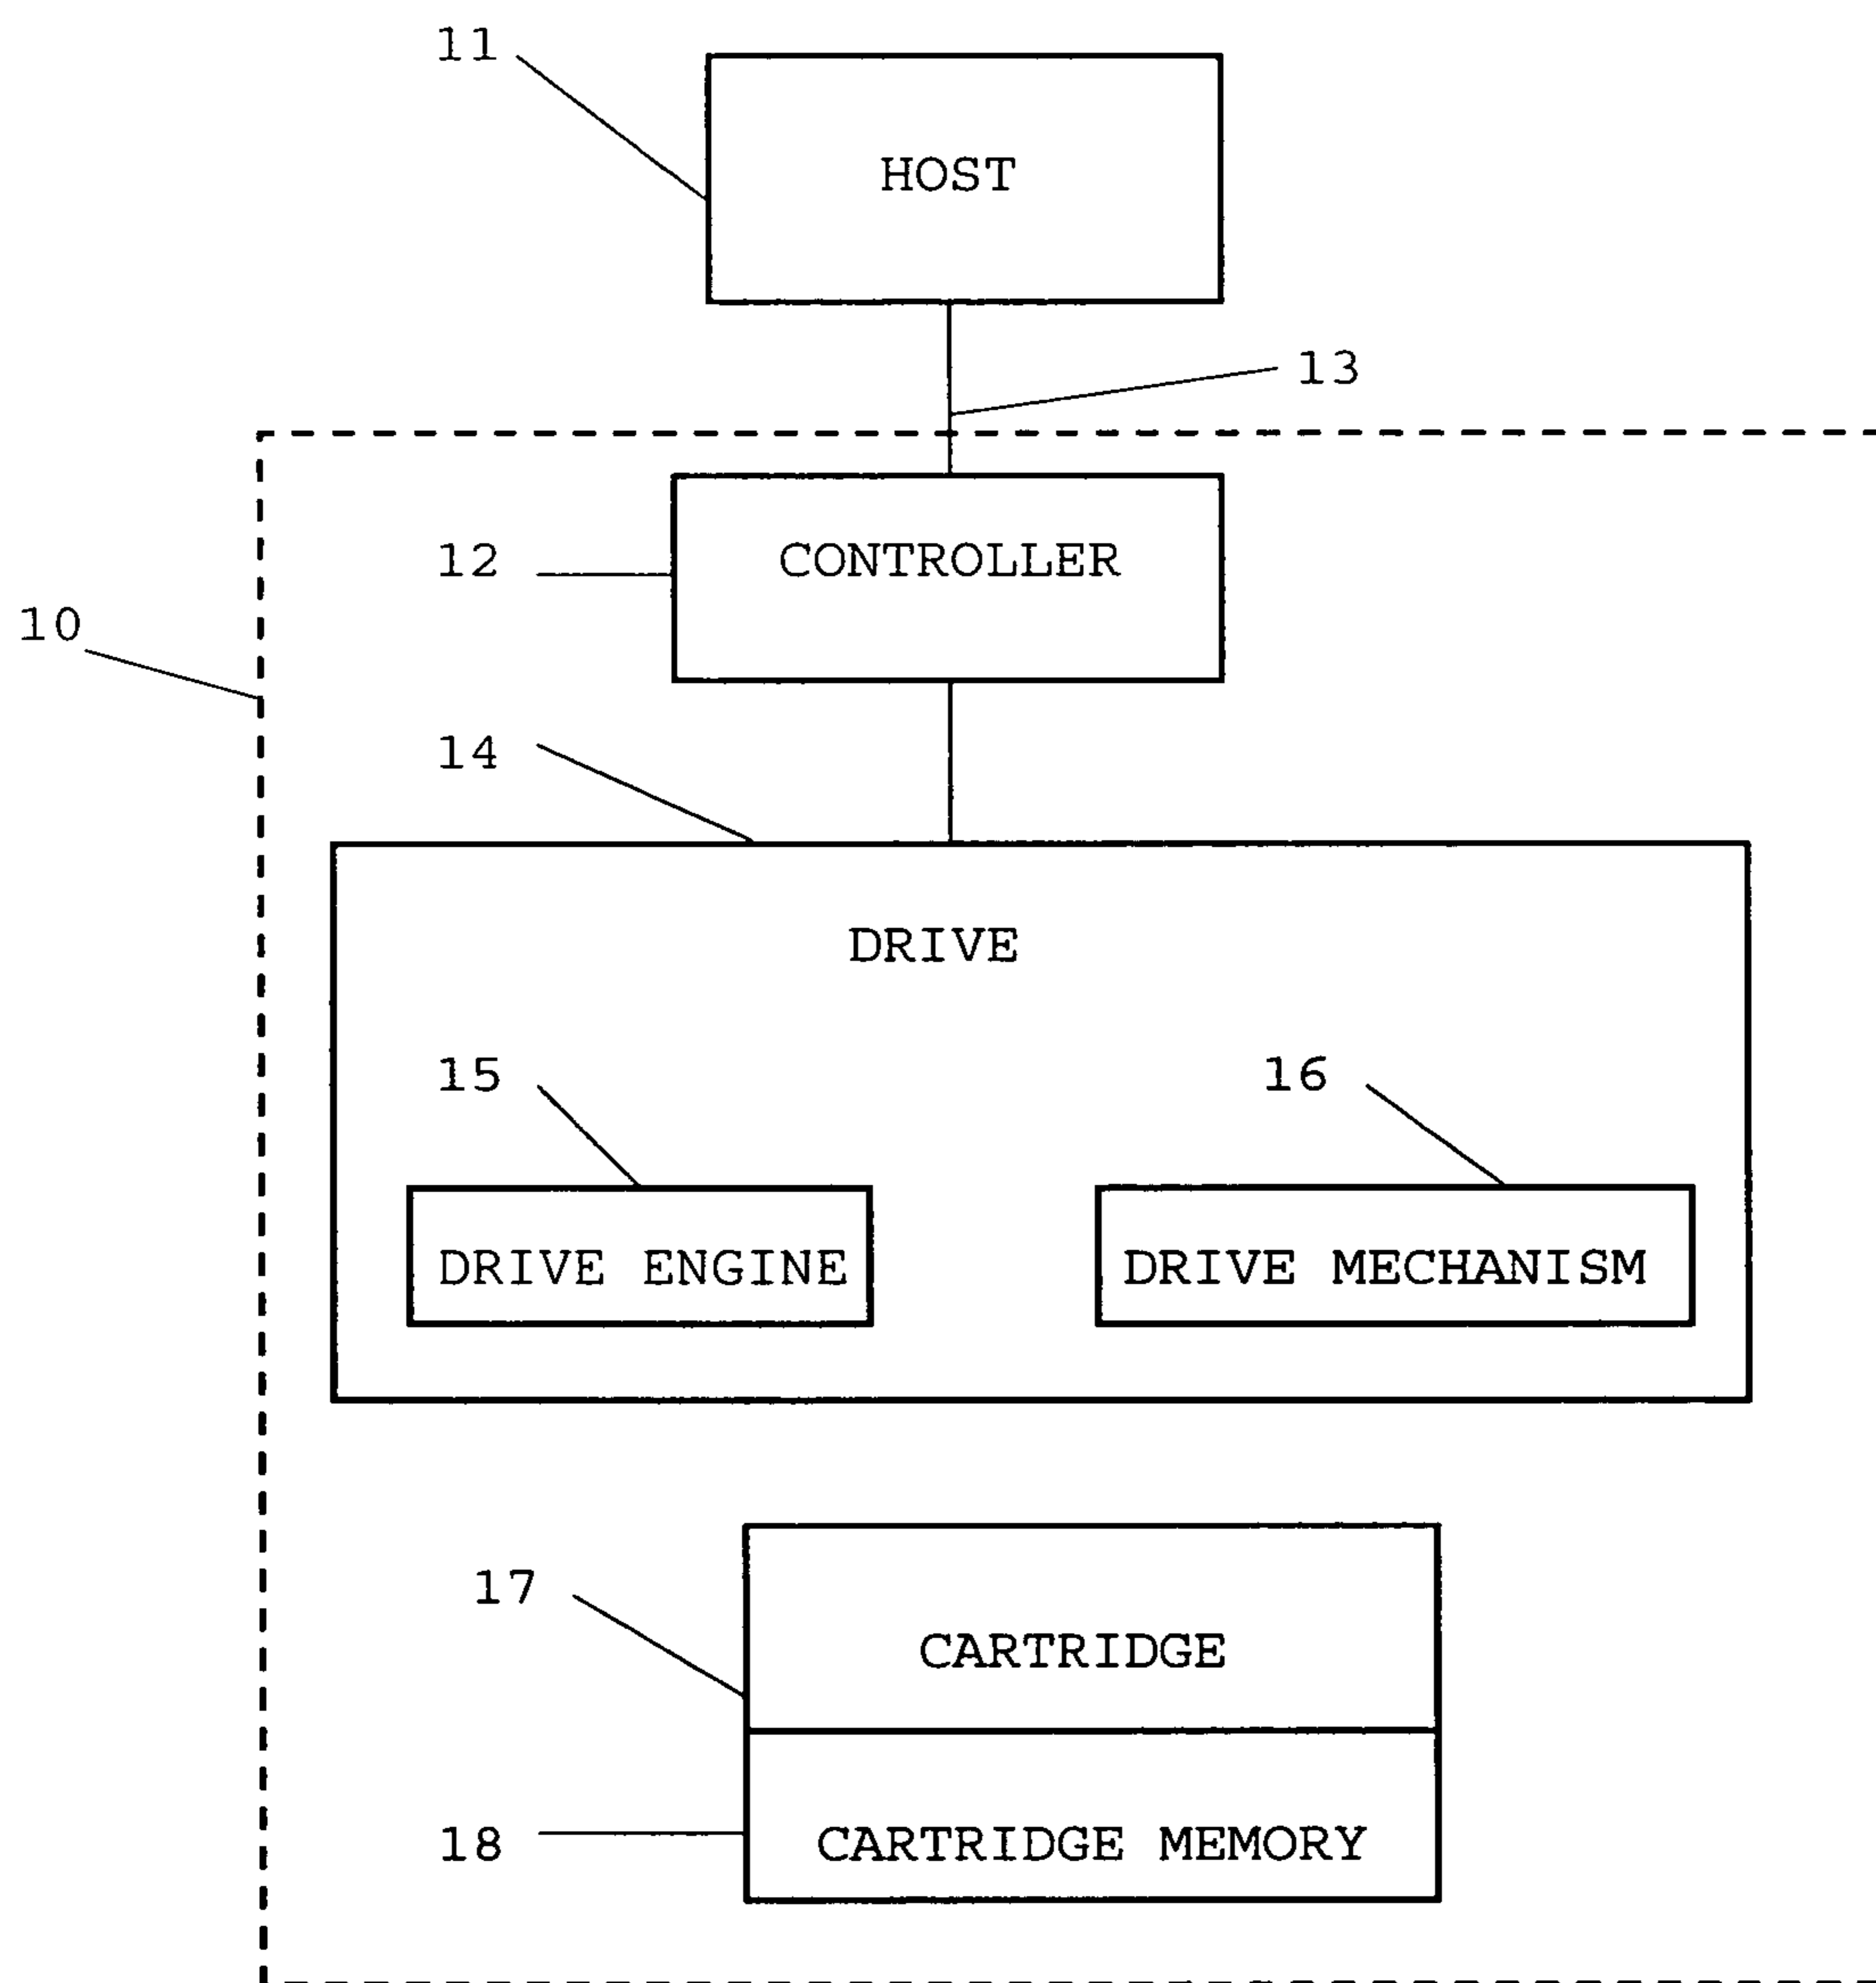 11
HOST
13
12
CONTROLLER
10
14
DRIVE
15
16
DRIVE ENGINE
DRIVE MECHANISM
17
CARTRIDGE
18
CARTRIDGE MEMORY